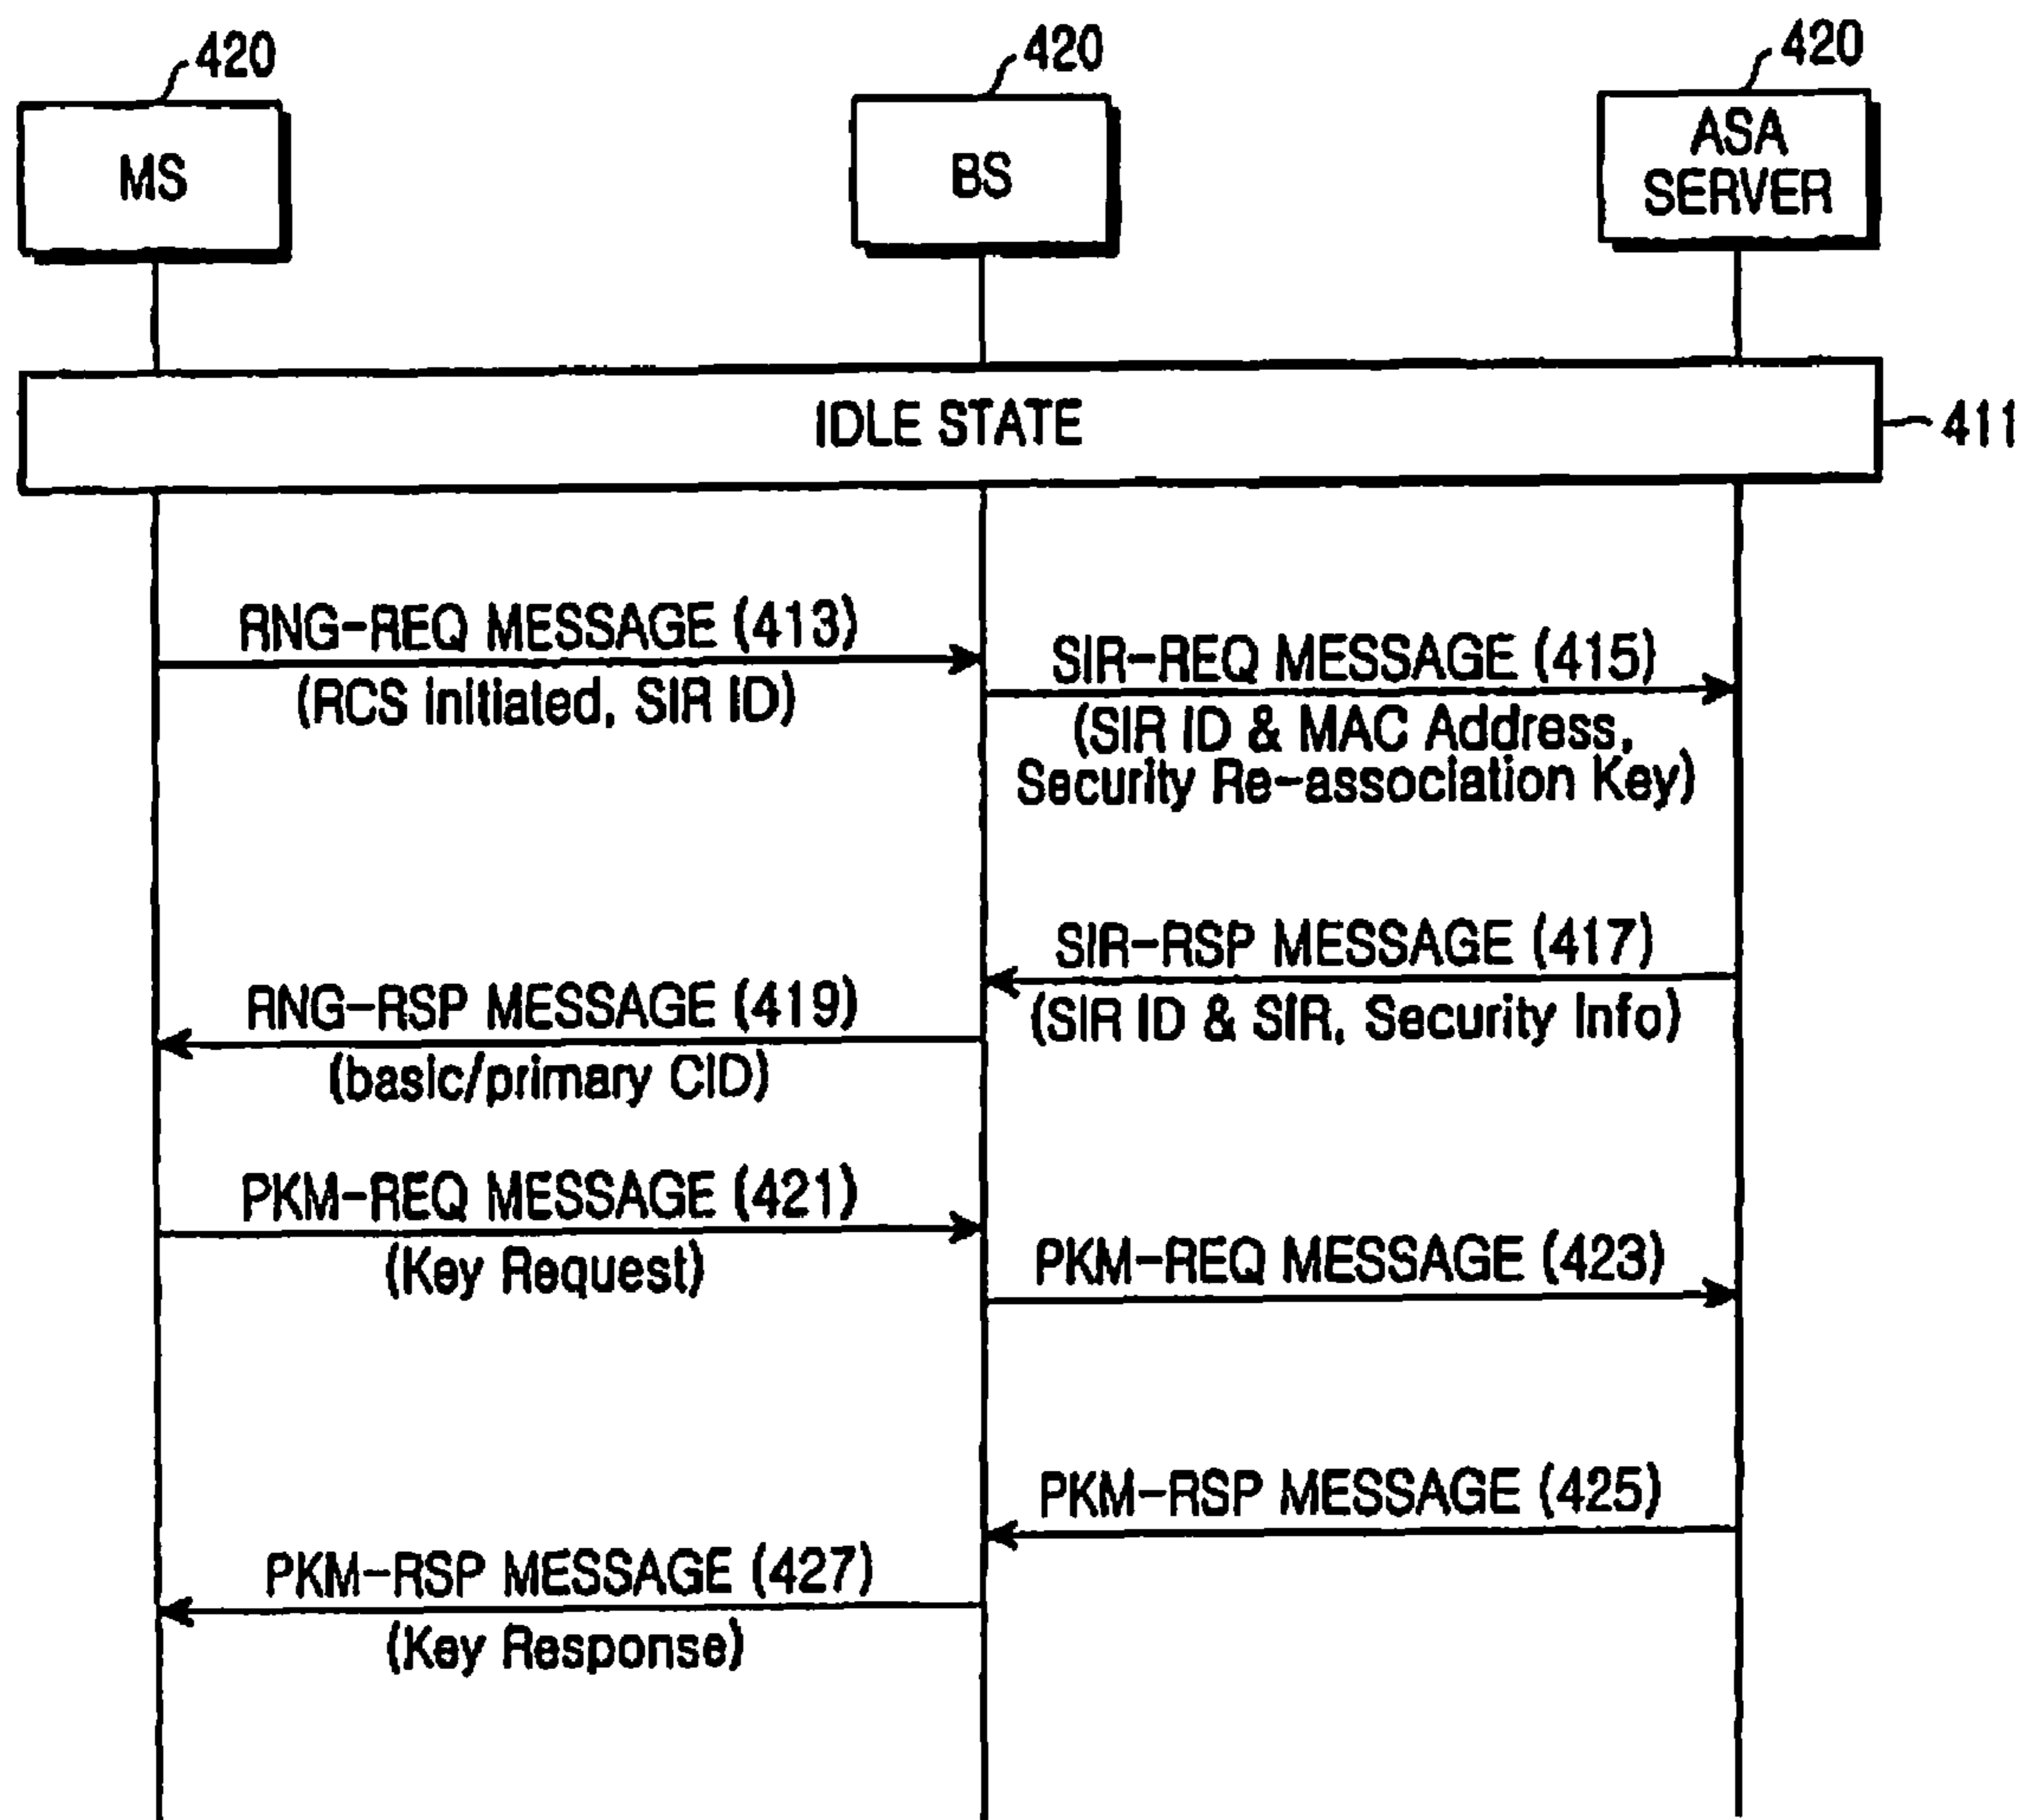 420
420
420
MS
BS
ASA
SERVER
IDLE STATE
411
RNG-REQ MESSAGE (413)
(RCS initiated, SIR ID)
SIR-REQ MESSAGE (415)
(SIR ID & MAC Address,
Security Re-association Key)
SIR-RSP MESSAGE (417)
(SIR ID & SIR, Security Info)
RNG-RSP MESSAGE (419)
(basic/primary CID)
PKM-REQ MESSAGE (421)
(Key Request)
PKM-REQ MESSAGE (423)
PKM-RSP MESSAGE (425)
PKM-RSP MESSAGE (427)
(Key Response)